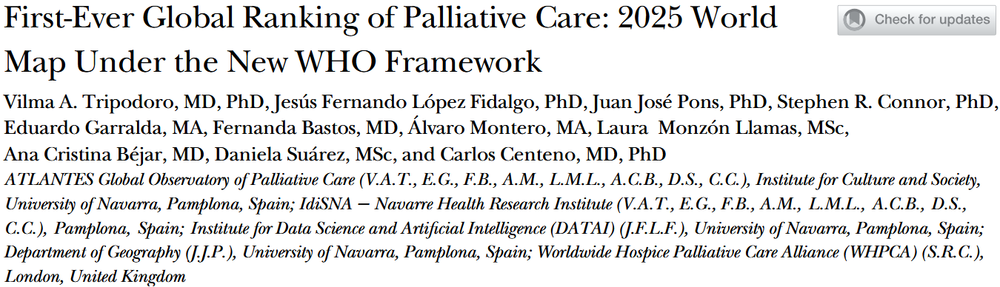 First-Ever Global Ranking of Palliative Care: 2025 World
Check for updates
Map Under the New WHO Framework
Vilma A. Tripodoro, MD, PhD, Jesús Fernando López Fidalgo, PhD, Juan José Pons, PhD, Stephen R. Connor, PhD,
Eduardo Garralda, MA, Fernanda Bastos, MD, Álvaro Montero, MA, Laura Monzón Llamas, MSc,
Ana Cristina Béjar, MD, Daniela Suárez, MSc, and Carlos Centeno, MD, PhD
ATLANTES Global Observatory of Palliative Care (V.A.T., E.G., F.B., A.M., L.M.L., A.C.B., D.S., C.C.), Institute for Culture and Society,
University of Navarra, Pamplona, Spain; IdiSNA − Navarre Health Research Institute (V.A.T., E.G., F.B., A.M., L.M.L., A.C.B., D.S.,
C.C.), Pamplona, Spain; Institute for Data Science and Artificial Intelligence (DATAI) (J.F.L.F.), University of Navarra, Pamplona, Spain;
Department of Geography (J.J.P.), University of Navarra, Pamplona, Spain; Worldwide Hospice Palliative Care Alliance (WHPCA) (S.R.C.),
London, United Kingdom